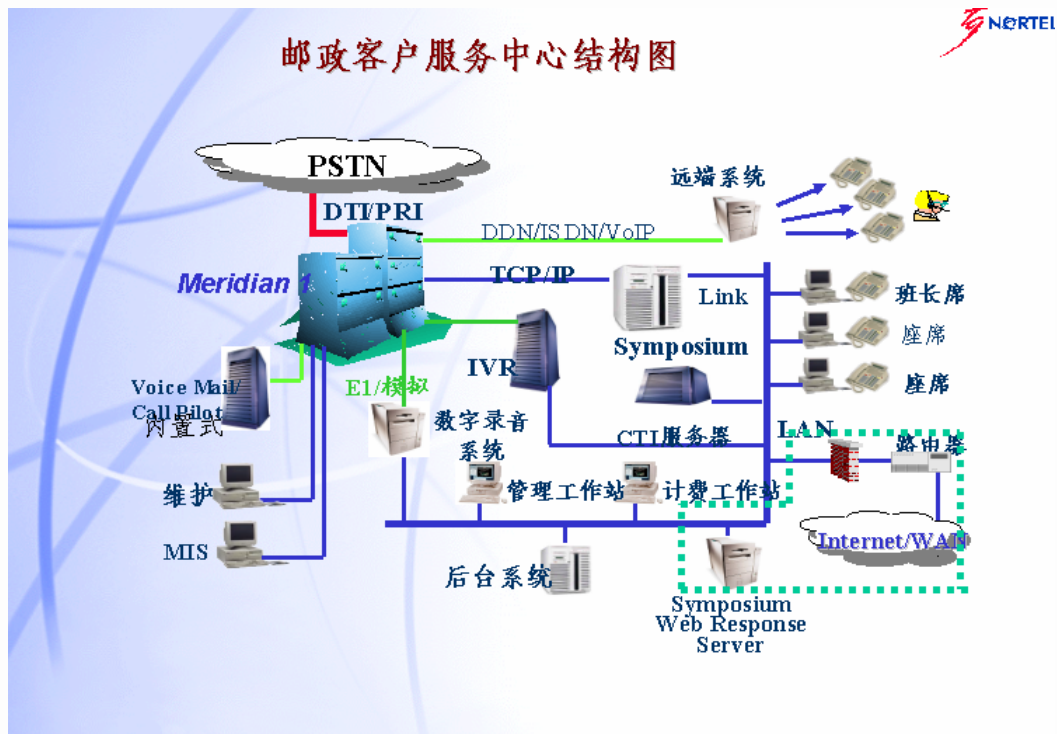 NORTEL
邮政客户服务中心结构图
PSTN
远端系统
DTI/PRI
DDN/ISDN/VoIP
Meridian 1
TCP/IP
Link
班长席
Symposium
座席
IVR
座席
Voice Mail/
Call Pilot
内置式
E1/模拟
数字录音
系统
CTI服务器
LAN
路由器
维护
管理工作站
计费工作站
MIS
Internet/WAN
后台系统
Symposium
Web Response
Server